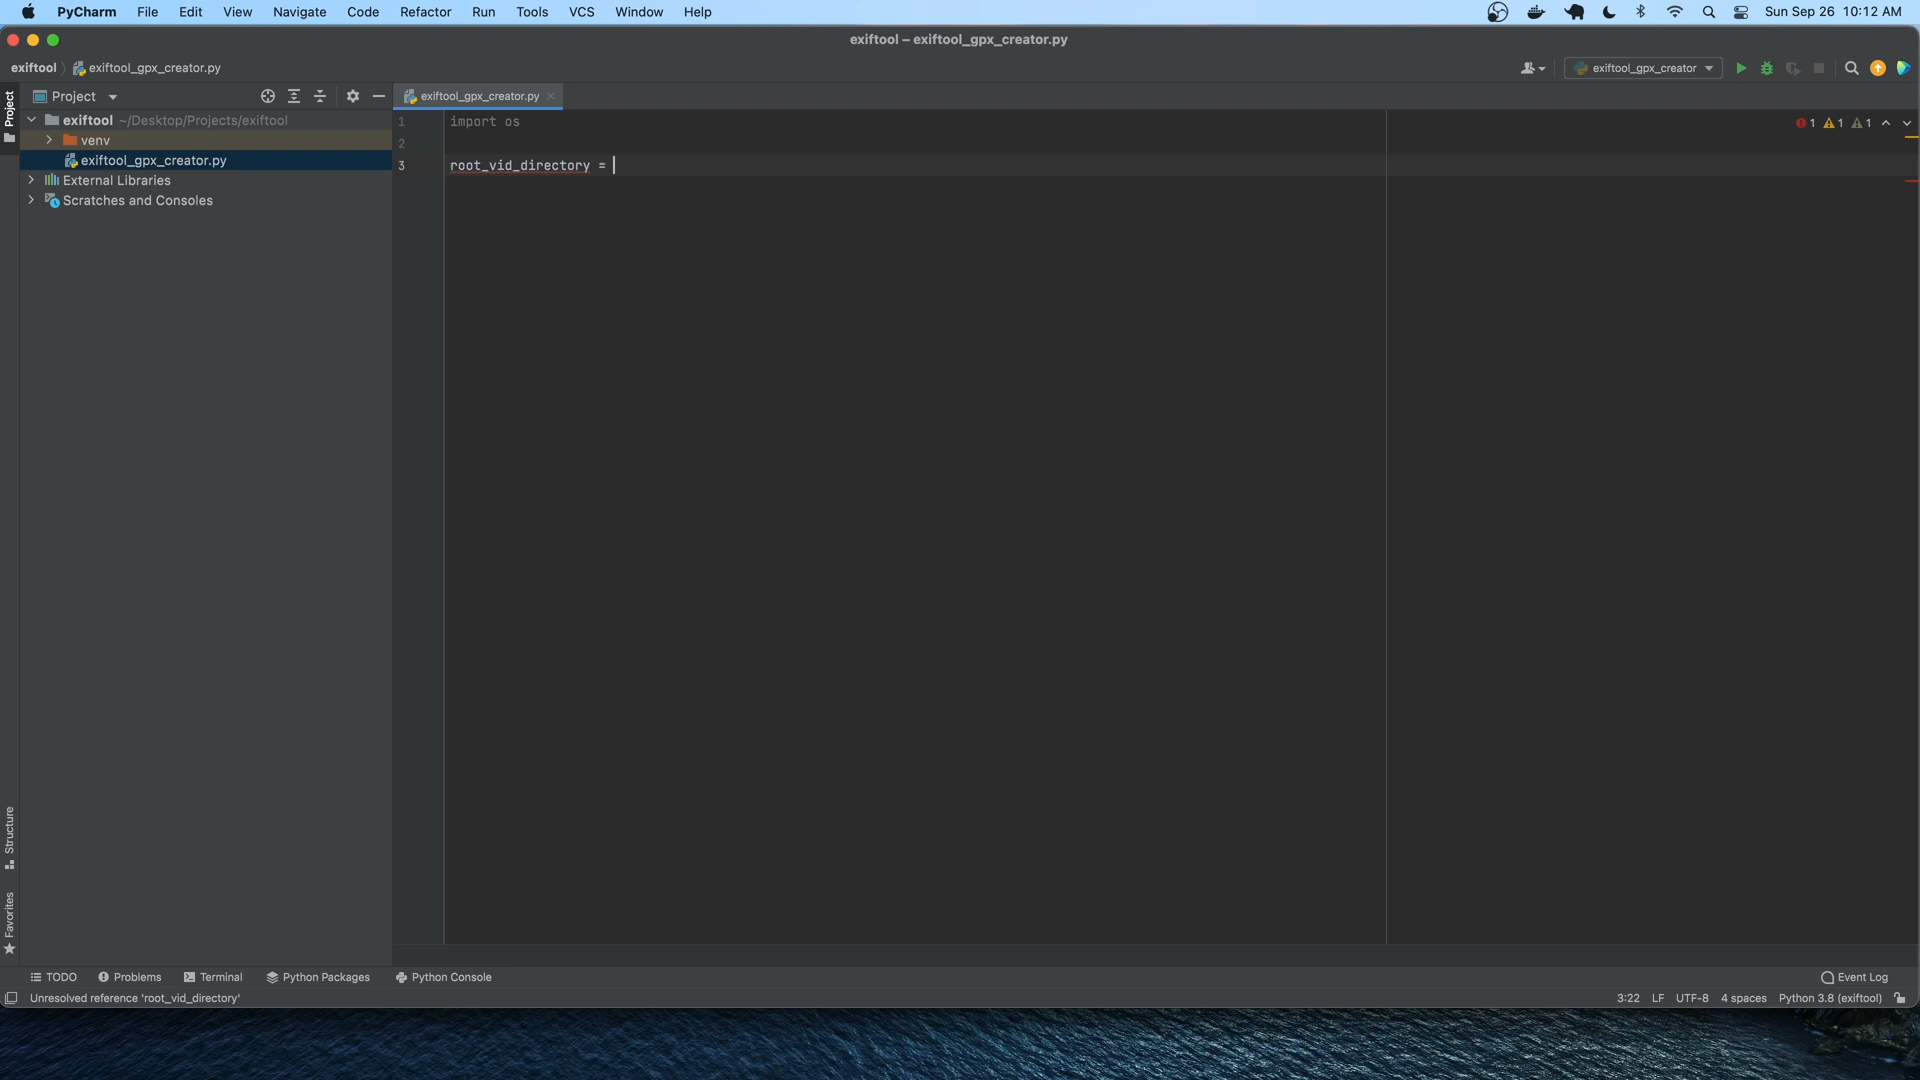 PyCharm File Edit View Navigate Code Refactor Run Tools VCS Window Help Sun Sep 26 10:12 AM
exiftool – exiftool_gpx_creator.py
exiftool exiftool_gpx_creator.py exiftool_gpx_creator
Project Project exiftool_gpx_creator.py
exiftool ~/Desktop/Projects/exiftool 1 import os 1 1 1
venv 2
exiftool_gpx_creator.py 3 root_vid_directory =
External Libraries
Scratches and Consoles
Structure
Favorites
TODO Problems Terminal Python Packages Python Console Event Log
Unresolved reference 'root_vid_directory' 3:22 LF UTF-8 4 spaces Python 3.8 (exiftool)